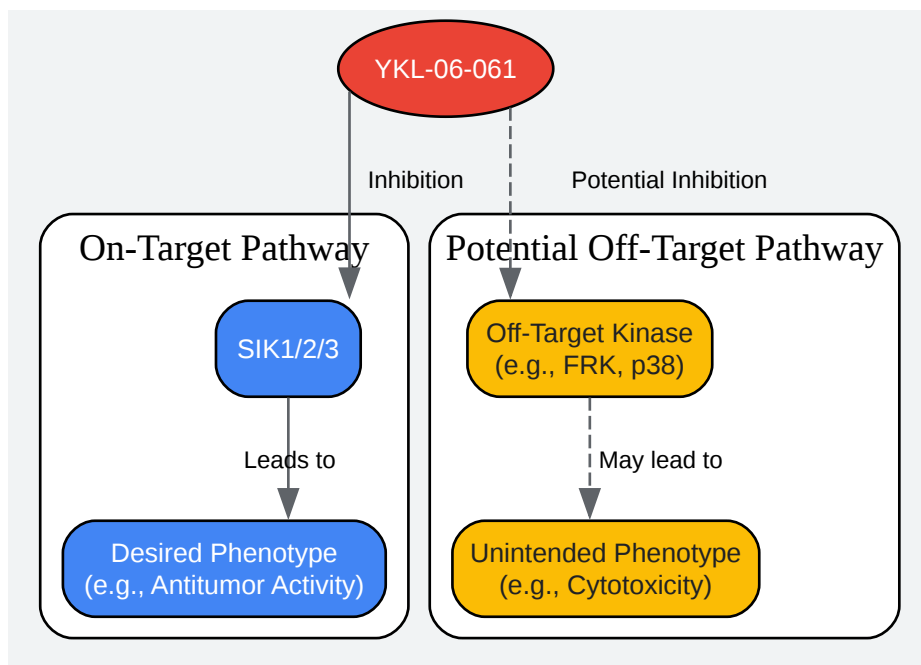 YKL-06-061
Inhibition
Potential Inhibition
On-Target Pathway
Potential Off-Target Pathway
SIK1/2/3
Off-Target Kinase
(e.g., FRK, p38)
Leads to
May lead to
Desired Phenotype
(e.g., Antitumor Activity)
Unintended Phenotype
(e.g., Cytotoxicity)